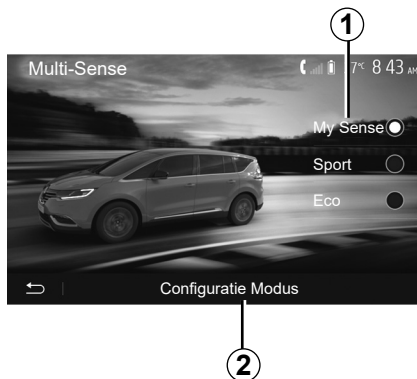 1
Multi-Sense 7°C 8 43 AM
My Sense
Sport
Eco
Configuratie Modus
2